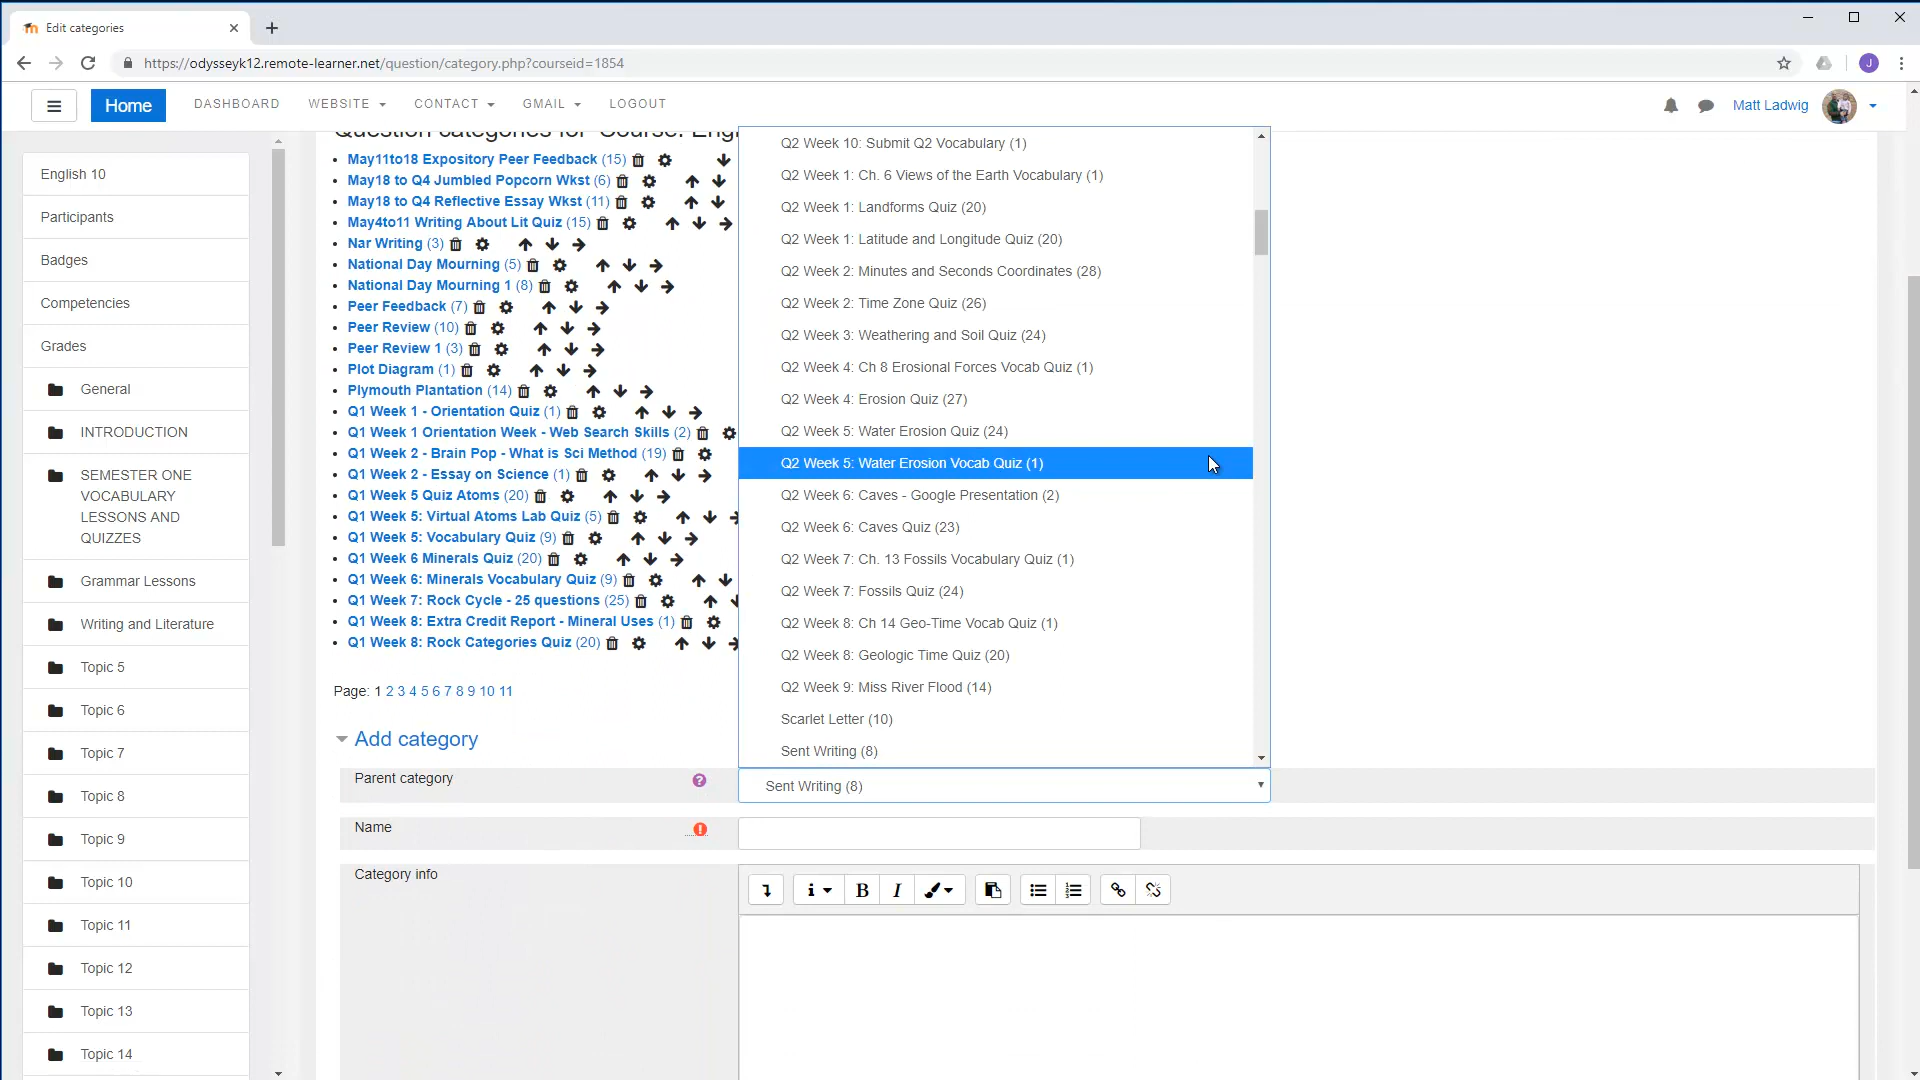 Edit categories
https://odysseyk12.remote-learner.net/question/category.php?courseid=1854
J
Home
DASHBOARD
WEBSITE
CONTACT
GMAIL
LOGOUT
Matt Ladwig
English 10
Participants
Badges
Competencies
Grades
General
INTRODUCTION
SEMESTER ONE
VOCABULARY
LESSONS AND
QUIZZES
Grammar Lessons
Writing and Literature
Topic 5
Topic 6
Topic 7
Topic 8
Topic 9
Topic 10
Topic 11
Topic 12
Topic 13
Topic 14
Question categories for 'Course: Engl
May11to18 Expository Peer Feedback (15)
May18 to Q4 Jumbled Popcorn Wkst (6)
May18 to Q4 Reflective Essay Wkst (11)
May4to11 Writing About Lit Quiz (15)
Nar Writing (3)
National Day Mourning (5)
National Day Mourning 1 (8)
Peer Feedback (7)
Peer Review (10)
Peer Review 1 (3)
Plot Diagram (1)
Plymouth Plantation (14)
Q1 Week 1 - Orientation Quiz (1)
Q1 Week 1 Orientation Week - Web Search Skills (2)
Q1 Week 2 - Brain Pop - What is Sci Method (19)
Q1 Week 2 - Essay on Science (1)
Q1 Week 5 Quiz Atoms (20)
Q1 Week 5: Virtual Atoms Lab Quiz (5)
Q1 Week 5: Vocabulary Quiz (9)
Q1 Week 6 Minerals Quiz (20)
Q1 Week 6: Minerals Vocabulary Quiz (9)
Q1 Week 7: Rock Cycle - 25 questions (25)
Q1 Week 8: Extra Credit Report - Mineral Uses (1)
Q1 Week 8: Rock Categories Quiz (20)
Page: 1 2 3 4 5 6 7 8 9 10 11
Add category
Parent category
Sent Writing (8)
Name
Category info
B
I
Q2 Week 10: Submit Q2 Vocabulary (1)
Q2 Week 1: Ch. 6 Views of the Earth Vocabulary (1)
Q2 Week 1: Landforms Quiz (20)
Q2 Week 1: Latitude and Longitude Quiz (20)
Q2 Week 2: Minutes and Seconds Coordinates (28)
Q2 Week 2: Time Zone Quiz (26)
Q2 Week 3: Weathering and Soil Quiz (24)
Q2 Week 4: Ch 8 Erosional Forces Vocab Quiz (1)
Q2 Week 4: Erosion Quiz (27)
Q2 Week 5: Water Erosion Quiz (24)
Q2 Week 5: Water Erosion Vocab Quiz (1)
Q2 Week 6: Caves - Google Presentation (2)
Q2 Week 6: Caves Quiz (23)
Q2 Week 7: Ch. 13 Fossils Vocabulary Quiz (1)
Q2 Week 7: Fossils Quiz (24)
Q2 Week 8: Ch 14 Geo-Time Vocab Quiz (1)
Q2 Week 8: Geologic Time Quiz (20)
Q2 Week 9: Miss River Flood (14)
Scarlet Letter (10)
Sent Writing (8)